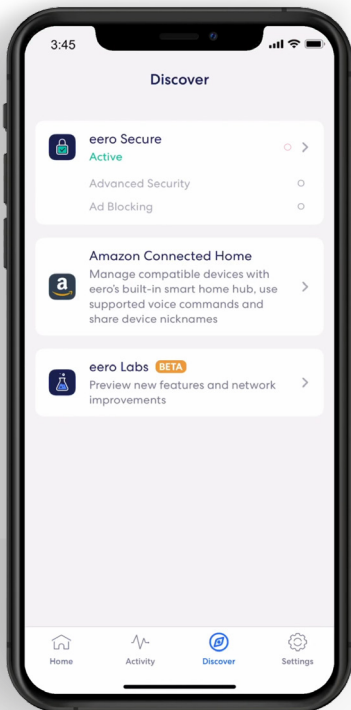 3:45
Discover
eero Secure
Active
Advanced Security
Ad Blocking
Amazon Connected Home
Manage compatible devices with
eero's built-in smart home hub, use
supported voice commands and
share device nicknames
eero Labs BETA
Preview new features and network
improvements
Home Activity Discover Settings